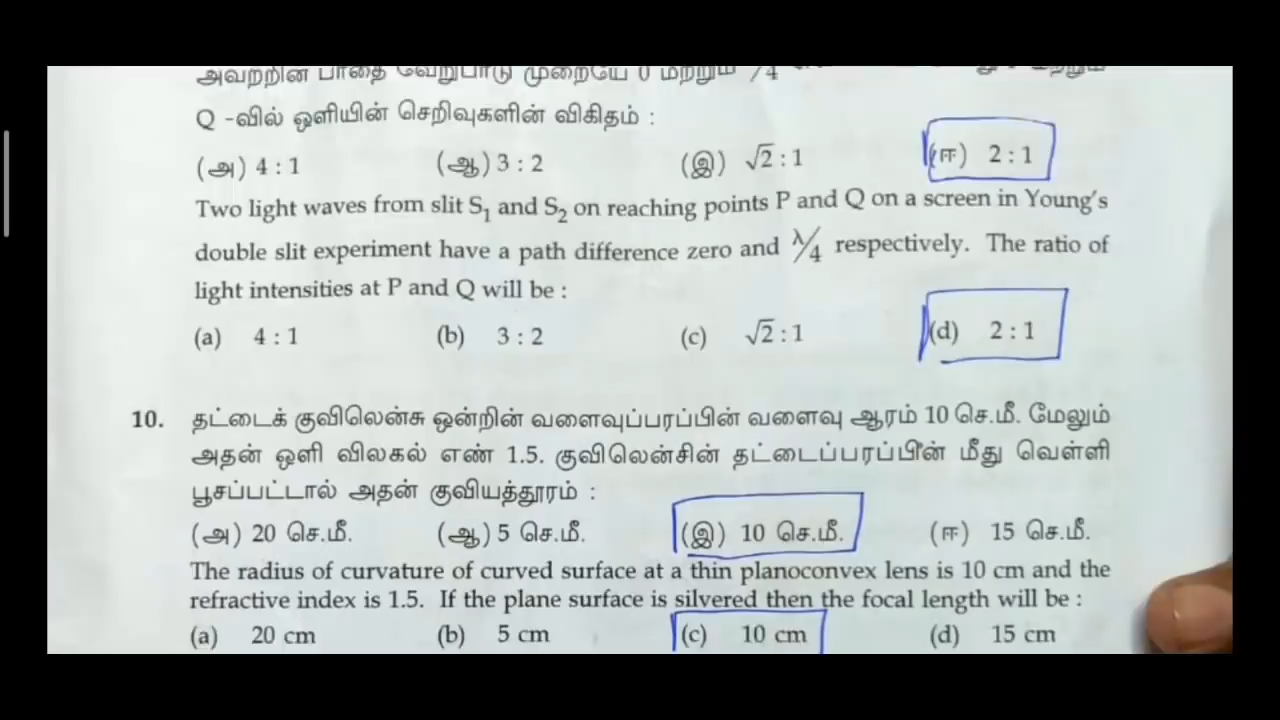 அவற்றின் பாதை வேறுபாடு முறையே 0 மற்றும்
Q -வில் ஒளியின் செறிவுகளின் விகிதம் :
(அ) 4 : 1 (ஆ) 3 : 2 (இ) √2 : 1 (ஈ) 2 : 1
Two light waves from slit S₁ and S₂ on reaching points P and Q on a screen in Young's
double slit experiment have a path difference zero and λ/4 respectively. The ratio of
light intensities at P and Q will be :
(a) 4 : 1 (b) 3 : 2 (c) √2 : 1 (d) 2 : 1
10. தட்டைக் குவிலென்சு ஒன்றின் வளைவுப்பரப்பின் வளைவு ஆரம் 10 செ.மீ. மேலும்
அதன் ஒளி விலகல் எண் 1.5. குவிலென்சின் தட்டைப்பரப்பின் மீது வெள்ளி
பூசப்பட்டால் அதன் குவியத்தூரம் :
(அ) 20 செ.மீ. (ஆ) 5 செ.மீ. (இ) 10 செ.மீ. (ஈ) 15 செ.மீ.
The radius of curvature of curved surface at a thin planoconvex lens is 10 cm and the
refractive index is 1.5. If the plane surface is silvered then the focal length will be :
(a) 20 cm (b) 5 cm (c) 10 cm (d) 15 cm